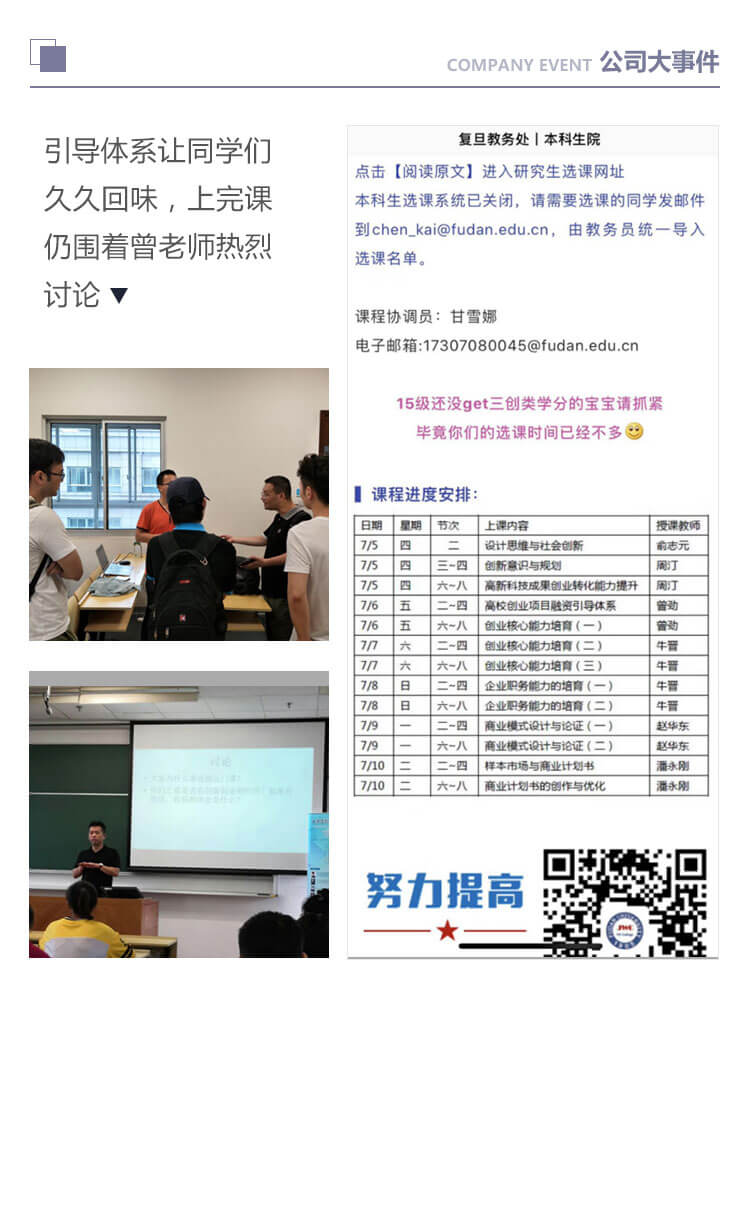 COMPANY EVENT 公司大事件
引导体系让同学们
久久回味，上完课
仍围着曾老师热烈
讨论▼
复旦教务处丨本科生院
点击【阅读原文】进入研究生选课网址
本科生选课系统已关闭，请需要选课的同学发邮件
到chen_kai@fudan.edu.cn，由教务员统一导入
选课名单。
课程协调员：甘雪娜
电子邮箱:17307080045@fudan.edu.cn
15级还没get三创类学分的宝宝请抓紧
毕竟你们的选课时间已经不多
课程进度安排：
日期 星期 节次 上课内容 授课教师
7/5 四 二 设计思维与社会创新 俞志元
7/5 四 三~四 创新意识与规划 周汀
7/5 四 六~八 高新科技成果创业转化能力提升 周汀
7/6 五 二~四 高校创业项目融资引导体系 曾劲
7/6 五 六~八 创业核心能力培育（一） 曾劲
7/7 六 二~四 创业核心能力培育（二） 牛晋
7/7 六 六~八 创业核心能力培育（三） 牛晋
7/8 日 二~四 企业职务能力的培育（一） 牛晋
7/8 日 六~八 企业职务能力的培育（二） 牛晋
7/9 一 二~四 商业模式设计与论证（一） 赵华东
7/9 一 六~八 商业模式设计与论证（二） 赵华东
7/10 二 二~四 样本市场与商业计划书 潘永刚
7/10 二 六~八 商业计划书的创作与优化 潘永刚
讨论
努力提高